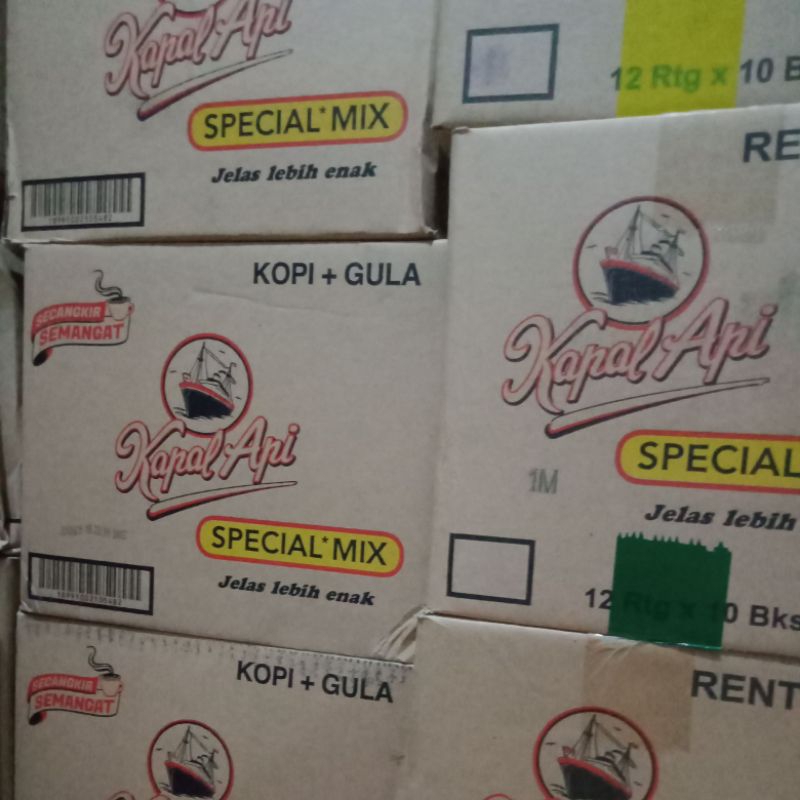 Kapal Api
SPECIAL* MIX
Jelas lebih enak
12 Rtg x 10 B
RE
KOPI + GULA
SECANGKIR
SEMANGAT
Kapal Api
SPECIAL* MIX
Jelas lebih enak
Kapal Api
SPECIAL
1M
Jelas lebih
12 Rtg x 10 Bks
SECANGKIR
SEMANGAT
KOPI + GULA
RENT